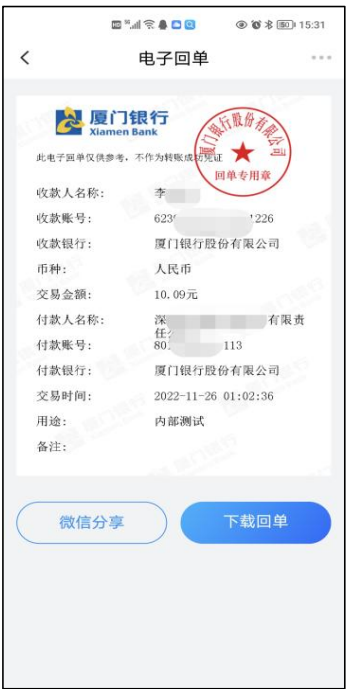 15:31
电子回单
厦门银行
Xiamen Bank
厦门银行股份有限公司
回单专用章
此电子回单仅供参考，不作为转账成功凭证
收款人名称： 李
收款账号： 623 1226
收款银行： 厦门银行股份有限公司
币种： 人民币
交易金额： 10.09元
付款人名称： 深 有限责
任
付款账号： 80 113
付款银行： 厦门银行股份有限公司
交易时间： 2022-11-26 01:02:36
用途： 内部测试
备注：
微信分享 下载回单